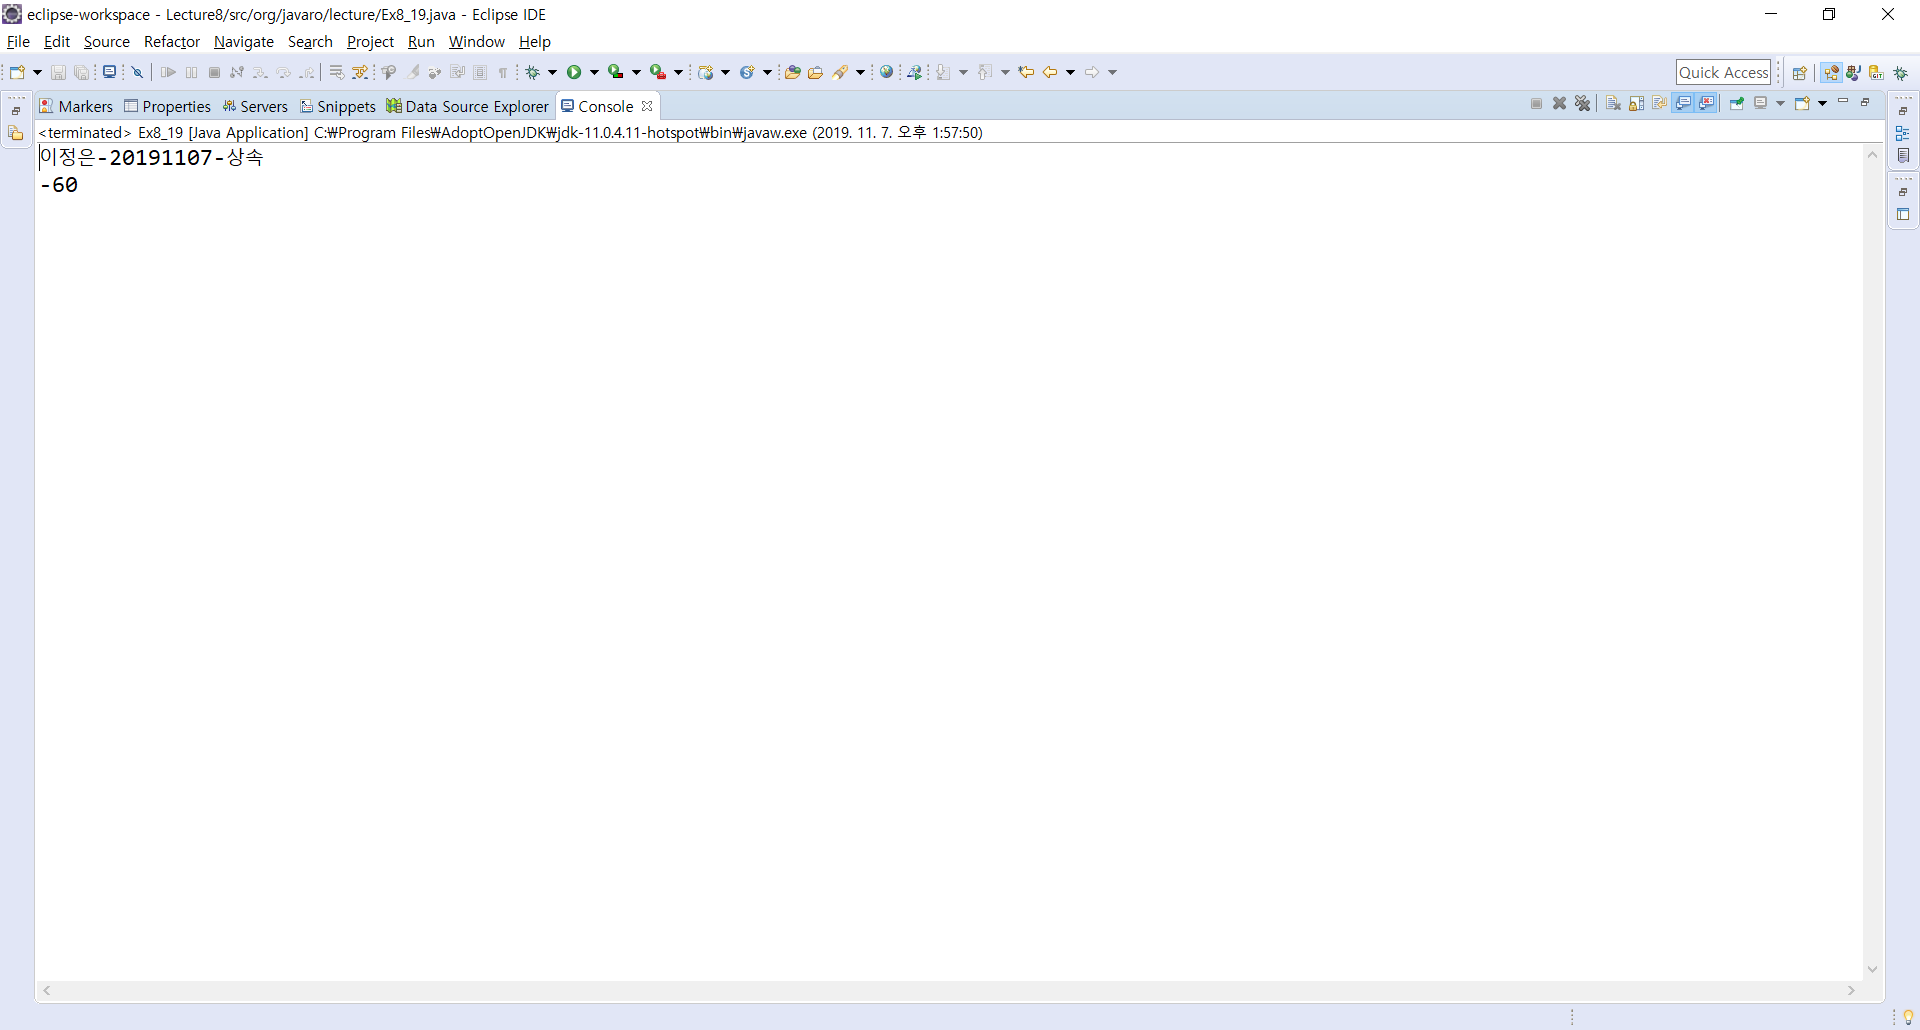 eclipse-workspace - Lecture8/src/org/javaro/lecture/Ex8_19.java - Eclipse IDE
File Edit Source Refactor Navigate Search Project Run Window Help
Quick Access
Markers Properties Servers Snippets Data Source Explorer Console
<terminated> Ex8_19 [Java Application] C:₩Program Files₩AdoptOpenJDK₩jdk-11.0.4.11-hotspot₩bin₩javaw.exe (2019. 11. 7. 오후 1:57:50)
이정은-20191107-상속
-60